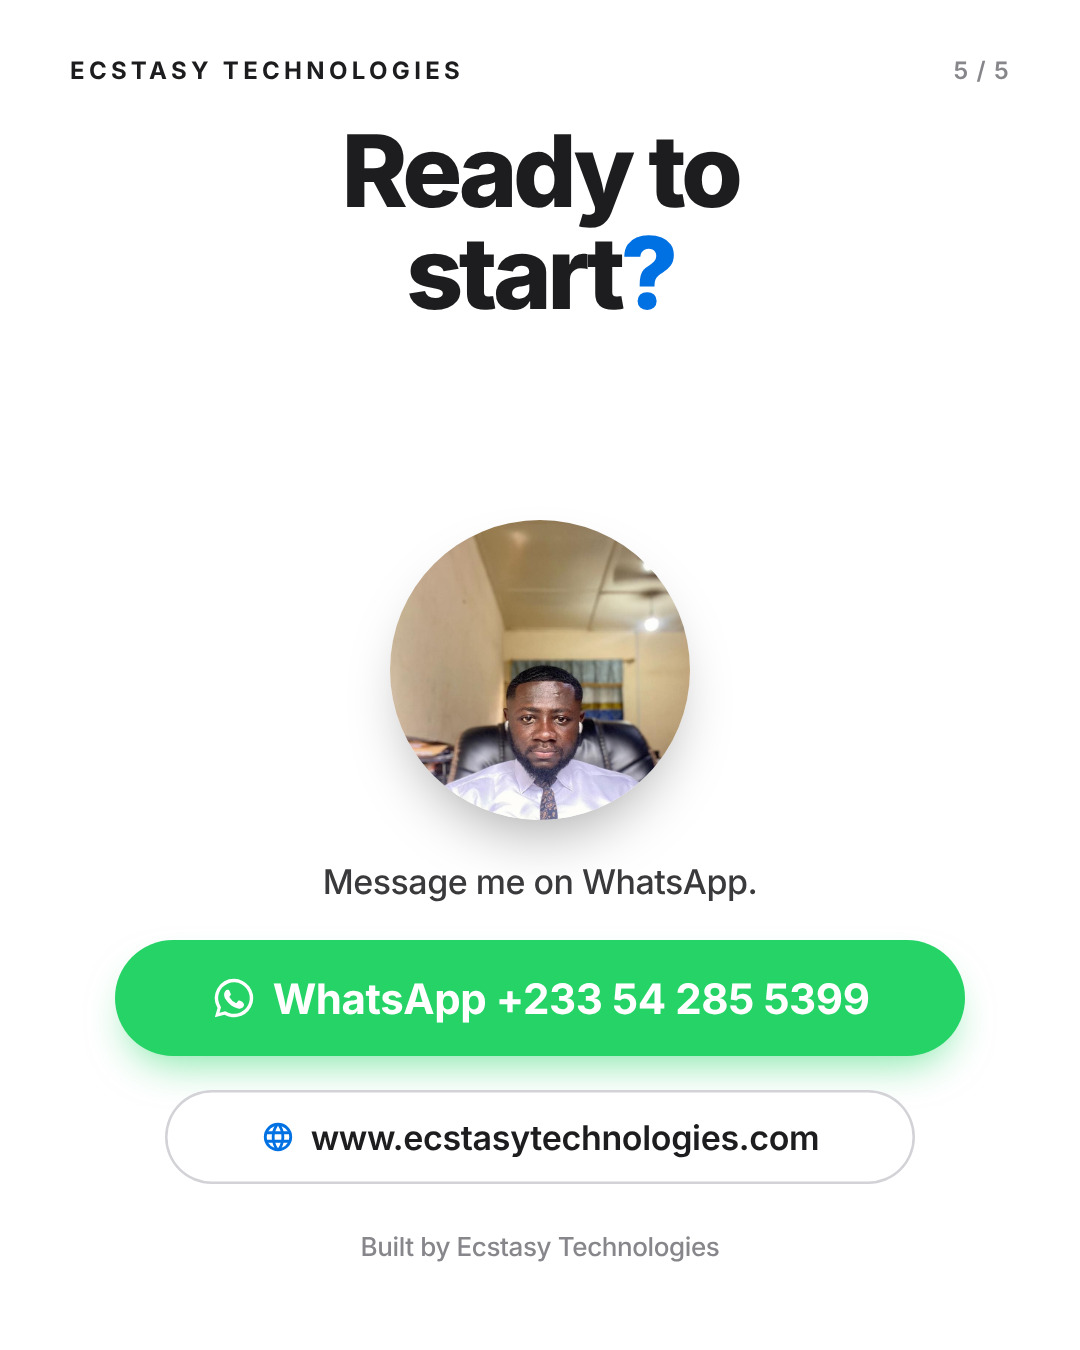 ECSTASY TECHNOLOGIES
5 / 5
Ready to
start?
Message me on WhatsApp.
WhatsApp +233 54 285 5399
www.ecstasytechnologies.com
Built by Ecstasy Technologies